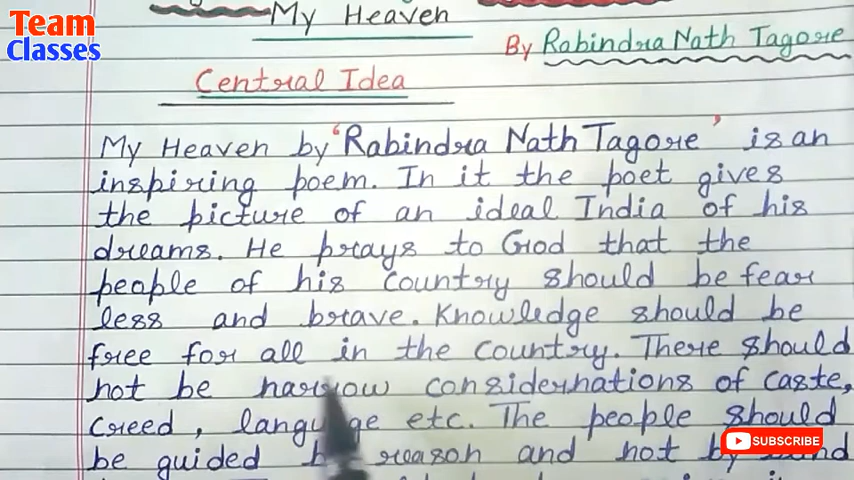 Team
Classes
My Heaven
By Rabindra Nath Tagore
Central Idea
My Heaven by 'Rabindra Nath Tagore' is an
inspiring poem. In it the poet gives
the picture of an ideal India of his
dreams. He prays to God that the
people of his country should be fear
less and brave. Knowledge should be
free for all in the country. There should
not be narrow considernations of caste,
creed, language etc. The people should
be guided reason and not by
SUBSCRIBE